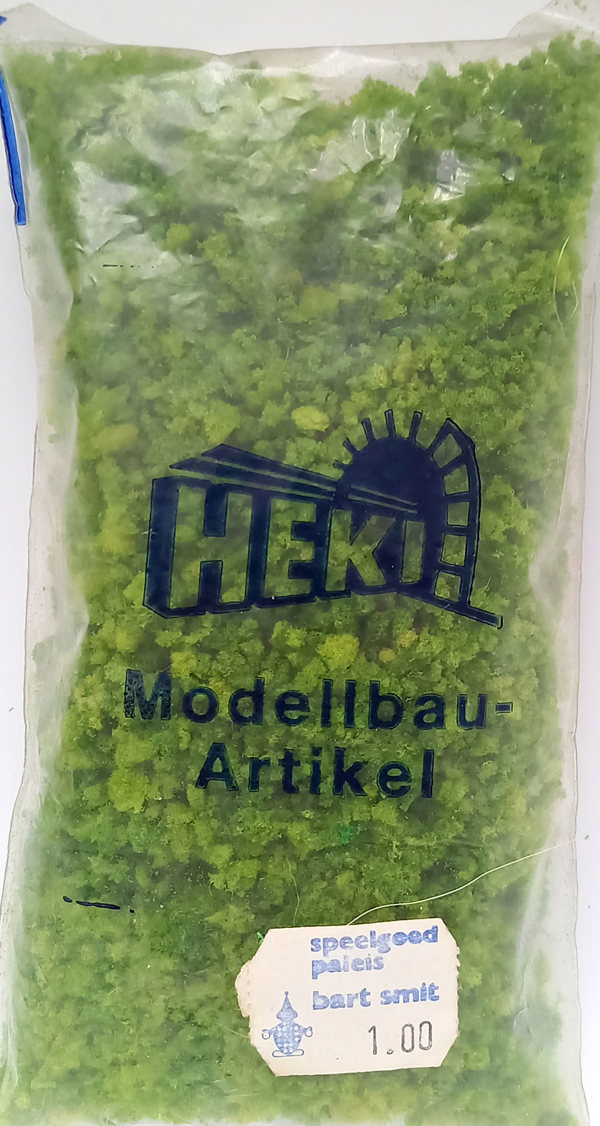 HEKI
Modellbau-
Artikel
speelgoed
paleis
bart smit
1.00